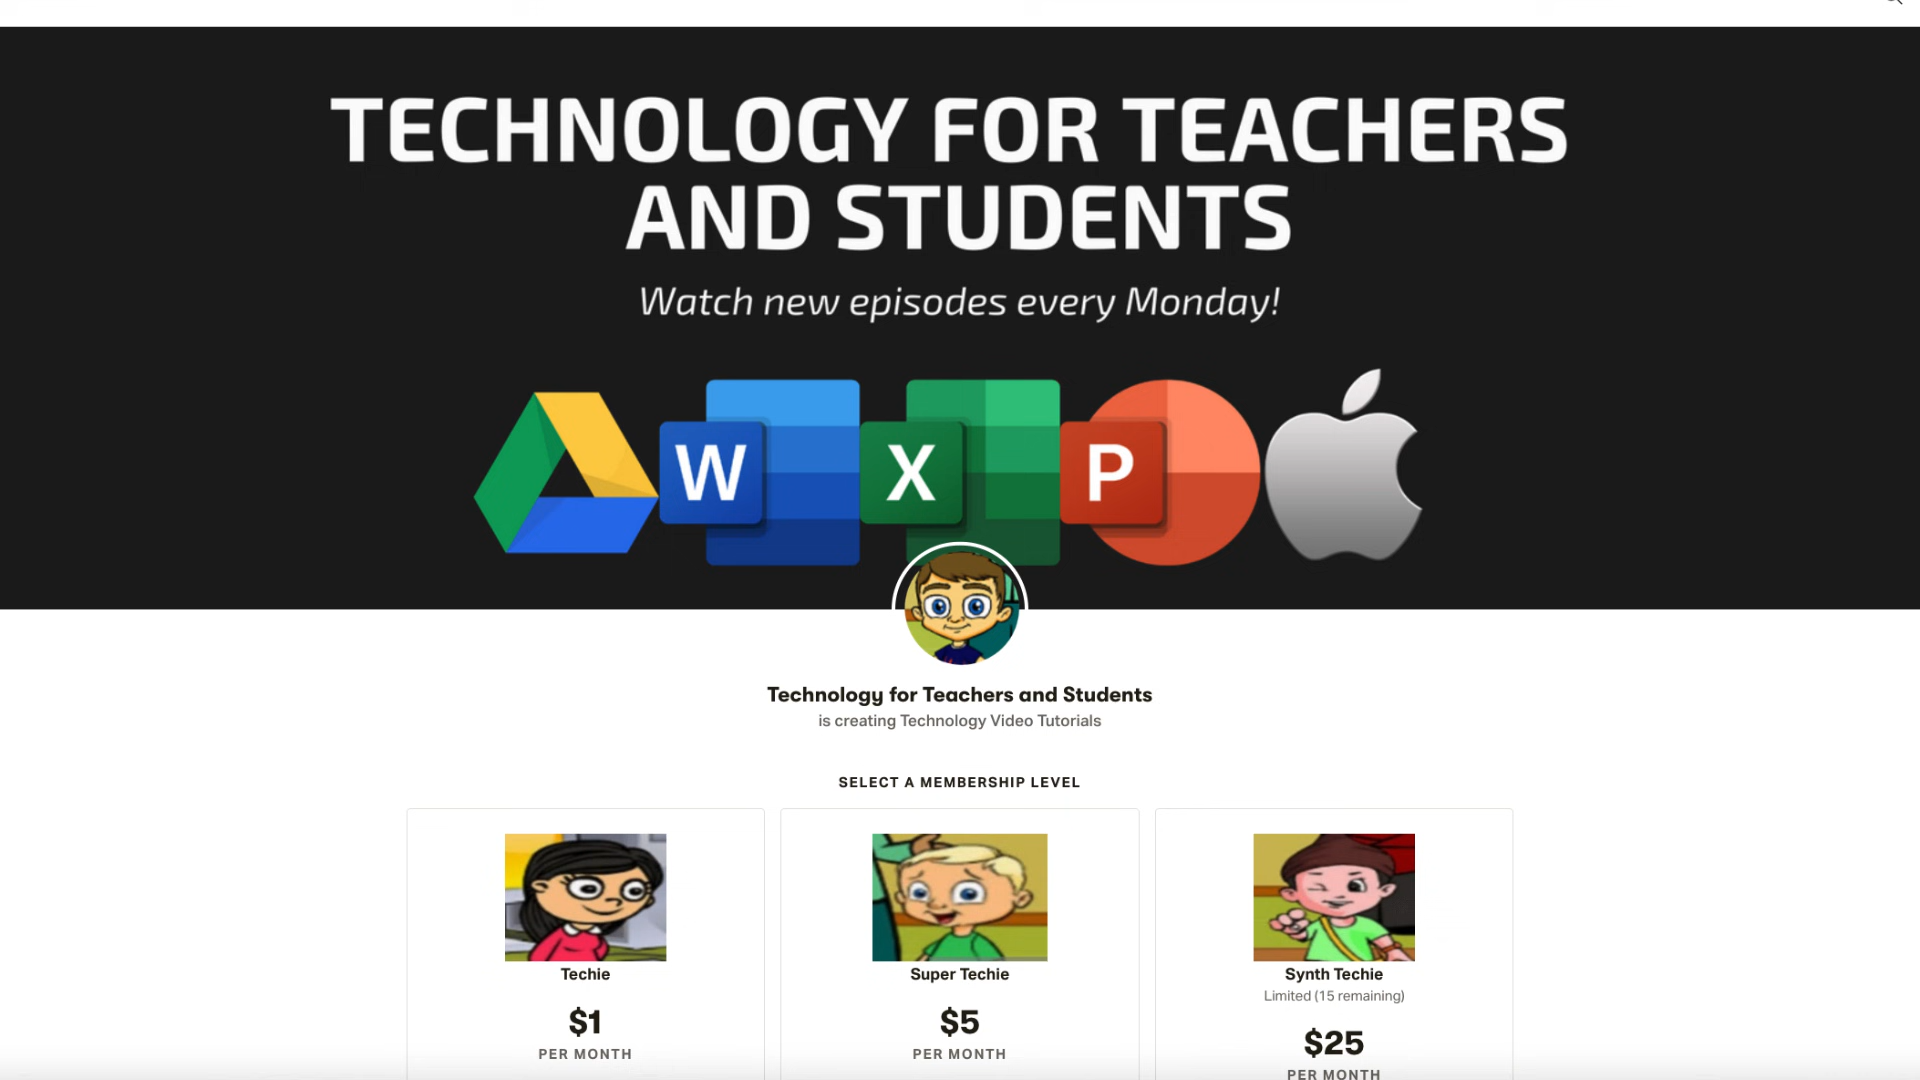 TECHNOLOGY FOR TEACHERS
AND STUDENTS
Watch new episodes every Monday!
W X P
Technology for Teachers and Students
is creating Technology Video Tutorials
SELECT A MEMBERSHIP LEVEL
Techie
$1
PER MONTH
Super Techie
$5
PER MONTH
Synth Techie
Limited (15 remaining)
$25
PER MONTH